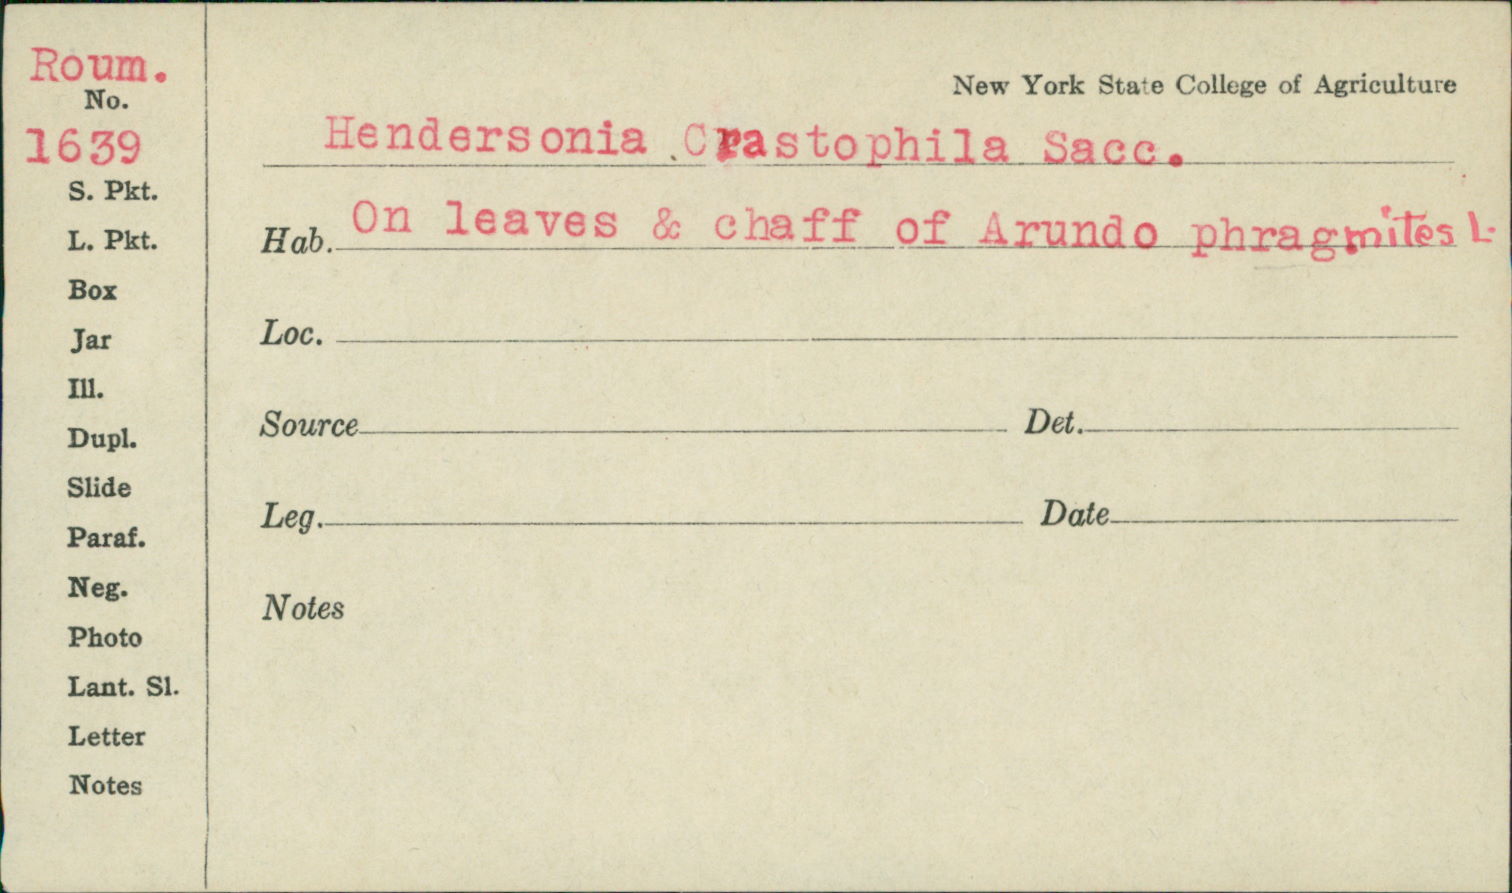 Roum.
No.
1639
S. Pkt.
L. Pkt.
Box
Jar
Ill.
Dupl.
Slide
Paraf.
Neg.
Photo
Lant. Sl.
Letter
Notes
New York State College of Agriculture
Hendersonia Crastophila Sacc.
Hab. On leaves & chaff of Arundo phragmites L.
Loc.
Source Det.
Leg. Date
Notes